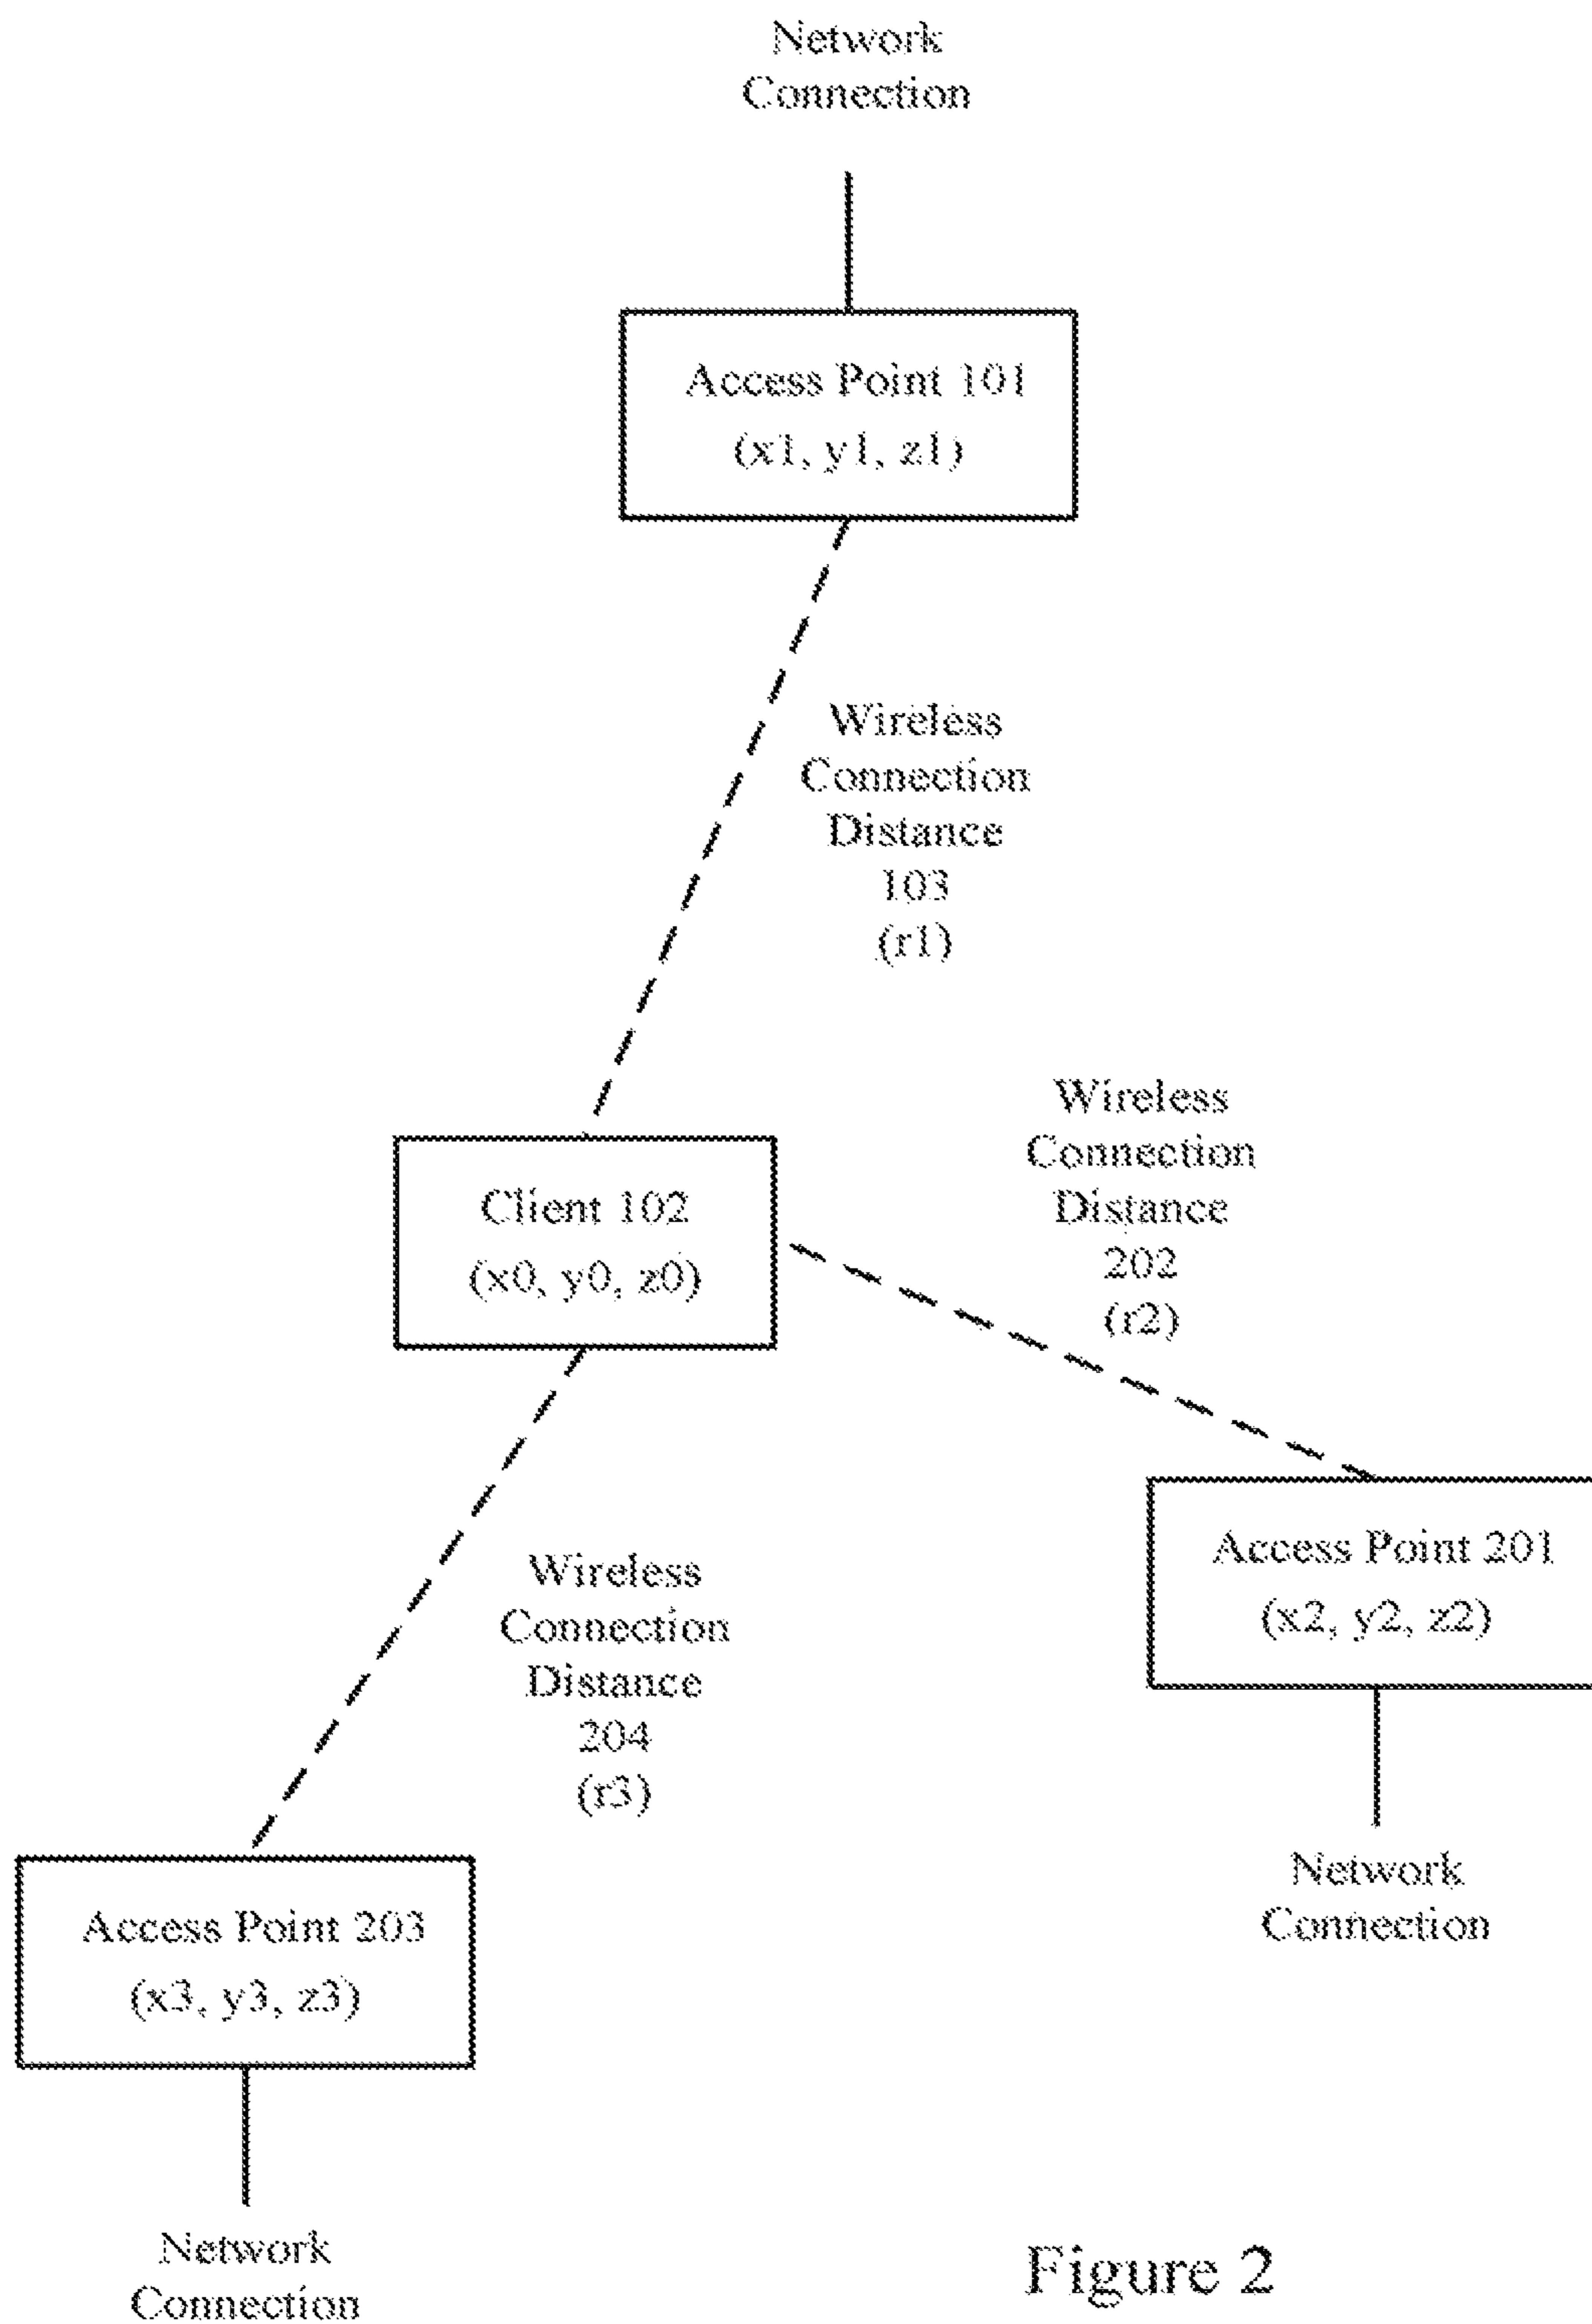 Network
Connection
Access Point 101
(x1, y1, z1)
Wireless
Connection
Distance
103
(r1)
Client 102
(x0, y0, z0)
Wireless
Connection
Distance
202
(r2)
Access Point 201
(x2, y2, z2)
Network
Connection
Wireless
Connection
Distance
204
(r3)
Access Point 203
(x3, y3, z3)
Network
Connection
Figure 2